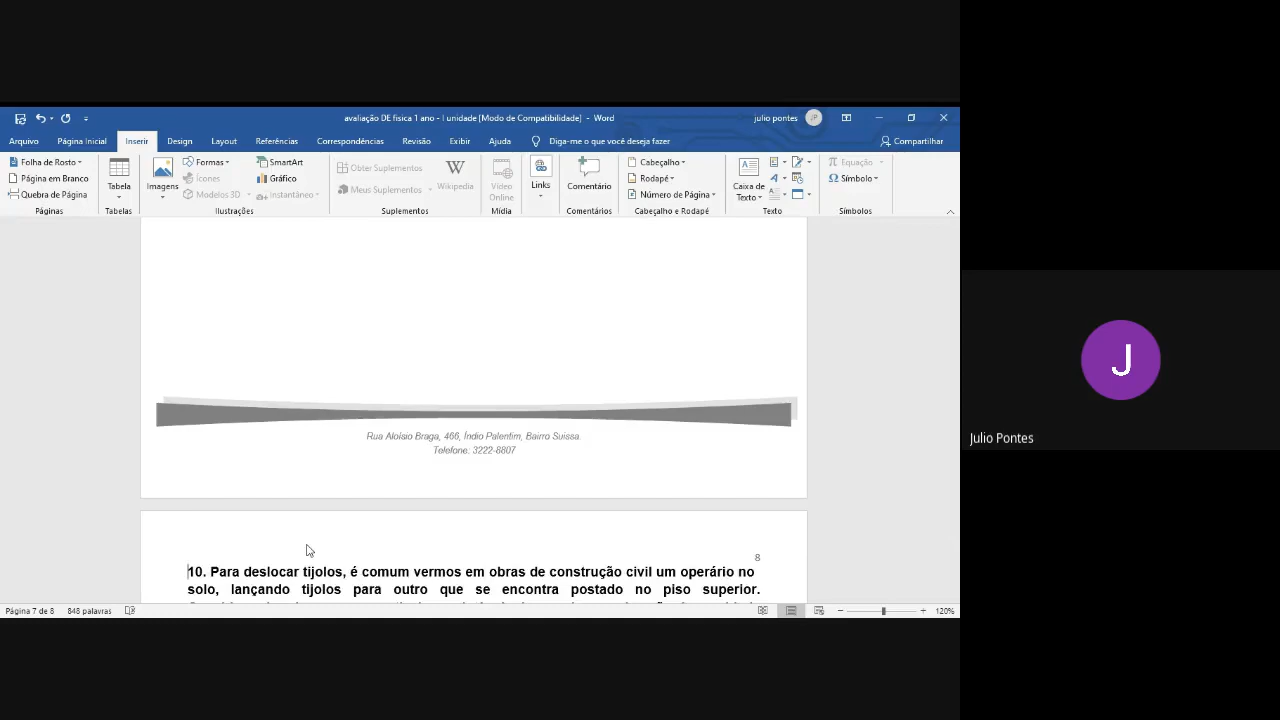 avaliação DE fisica 1 ano - I unidade [Modo de Compatibilidade] - Word
julio pontes
JP
Arquivo Página Inicial Inserir Design Layout Referências Correspondências Revisão Exibir Ajuda Diga-me o que você deseja fazer Compartilhar
Folha de Rosto
Página em Branco
Quebra de Página
Páginas
Tabela
Tabelas
Imagens
Formas
Ícones
Modelos 3D
SmartArt
Gráfico
Instantâneo
Ilustrações
Obter Suplementos
Meus Suplementos
Wikipedia
Suplementos
Vídeo
Online
Mídia
Links
Comentário
Comentários
Cabeçalho
Rodapé
Número de Página
Cabeçalho e Rodapé
Caixa de
Texto
Texto
Equação
Símbolo
Símbolos
Rua Aloísio Braga, 466, Índio Palentim, Bairro Suissa.
Telefone: 3222-8807
8
10. Para deslocar tijolos, é comum vermos em obras de construção civil um operário no
solo, lançando tijolos para outro que se encontra postado no piso superior.
Página 7 de 8 848 palavras
120%
J
Julio Pontes